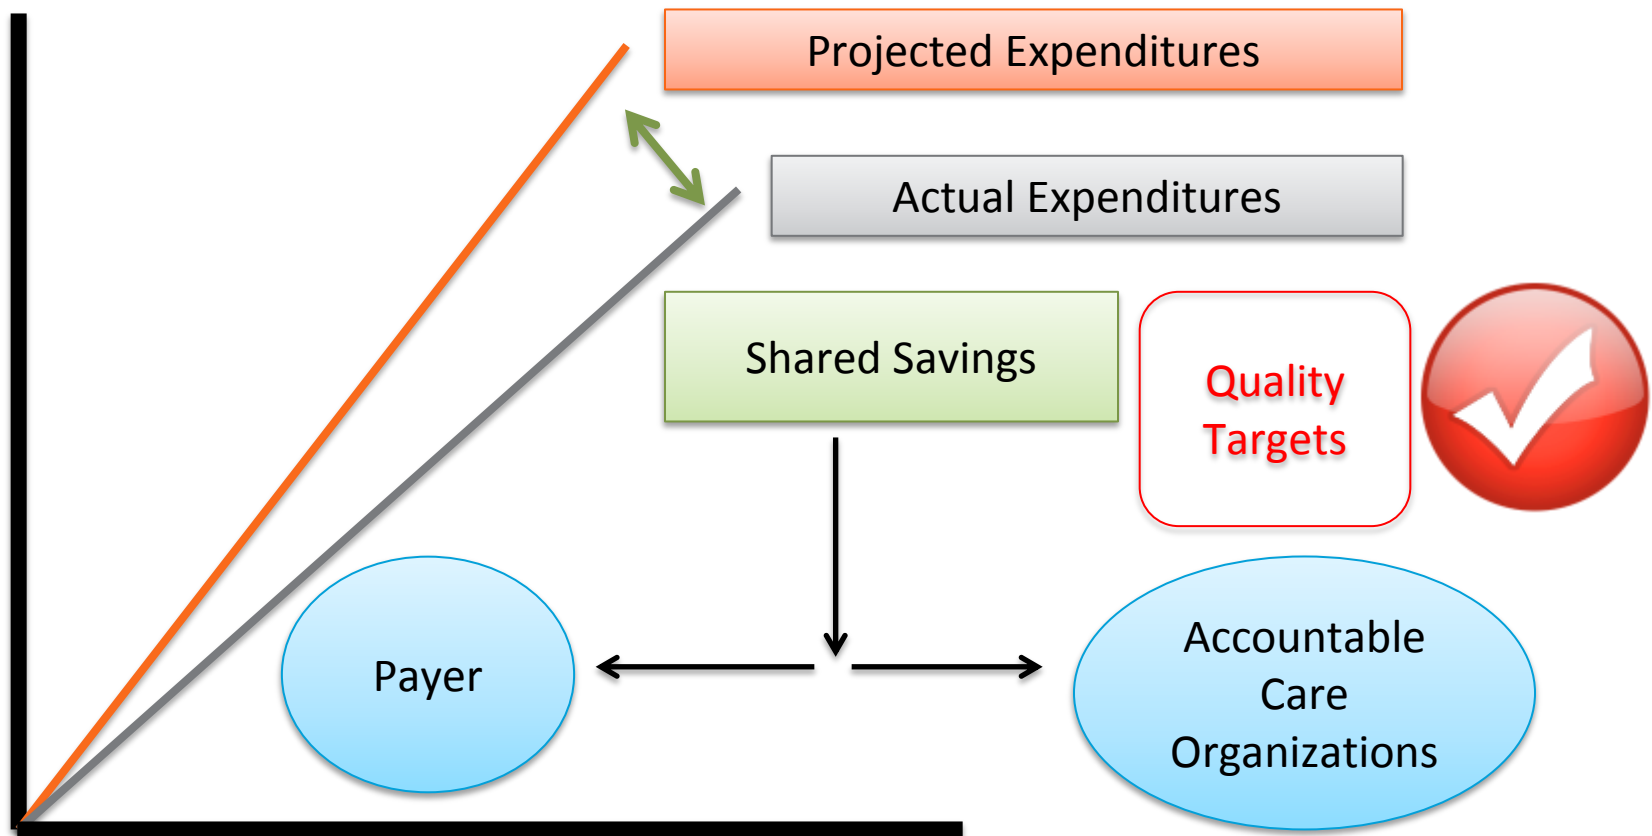 Projected Expenditures
Actual Expenditures
Shared Savings
Quality
Targets
Payer
Accountable
Care
Organizations